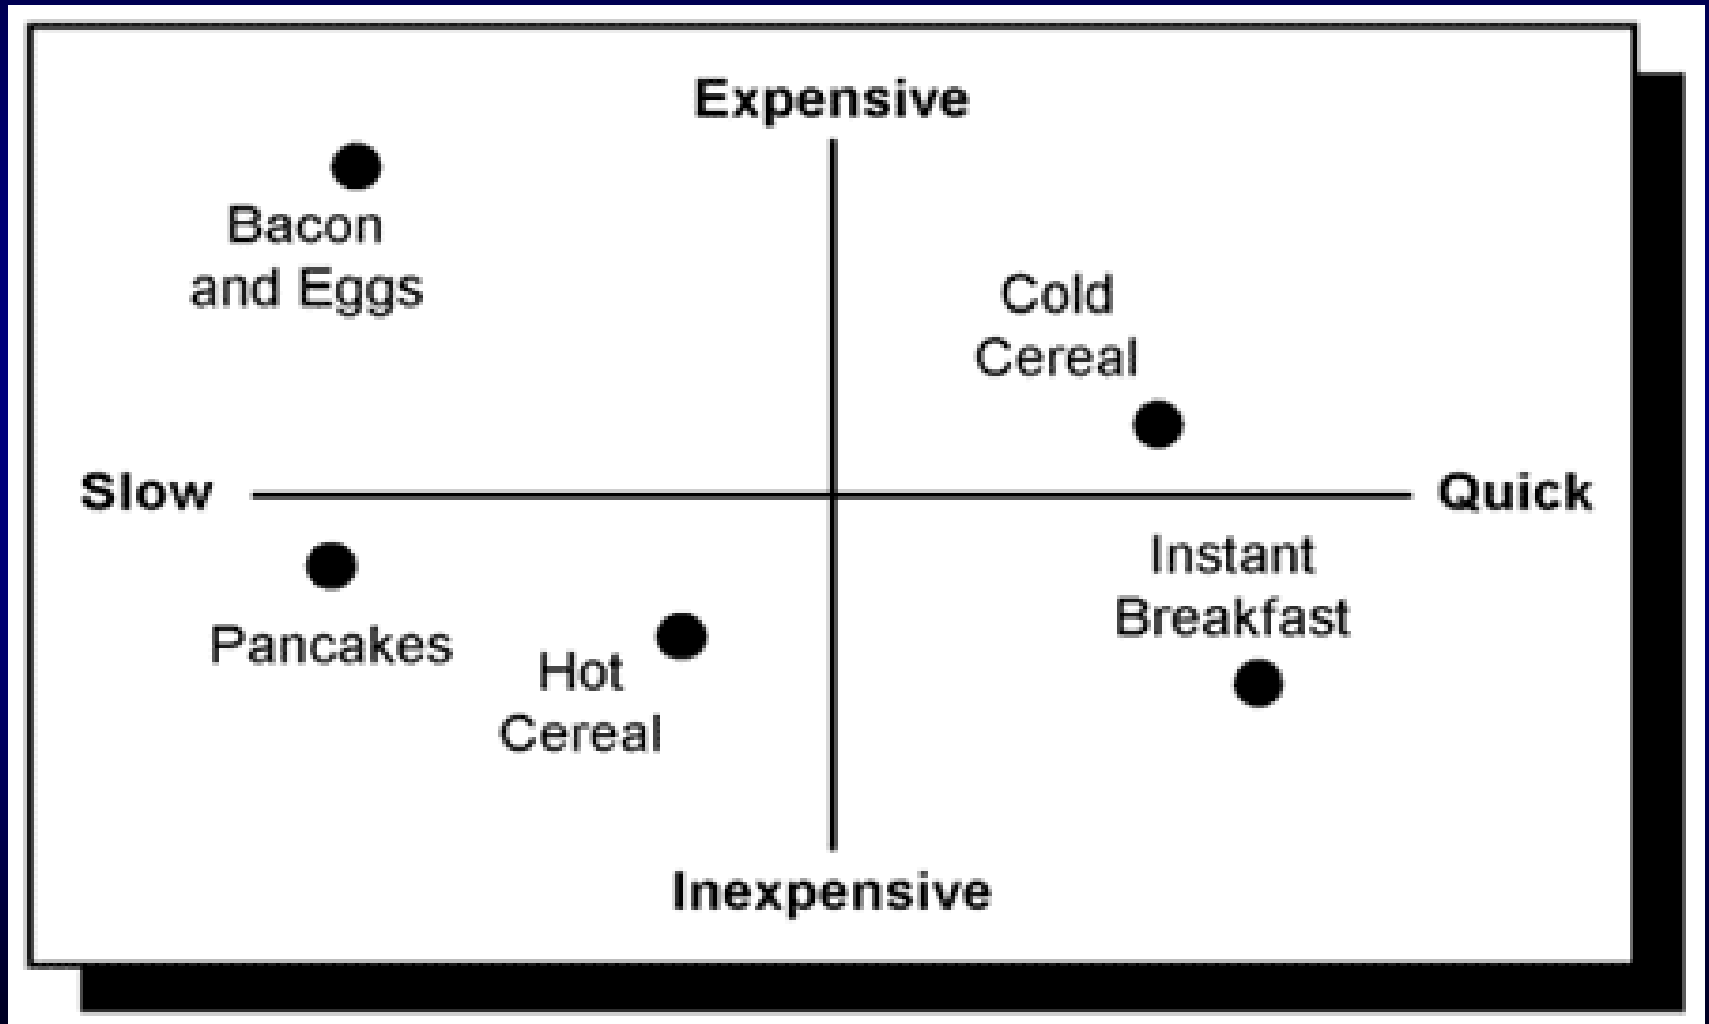 Expensive
Bacon
and Eggs
Cold
Cereal
Slow
Quick
Instant
Breakfast
Pancakes
Hot
Cereal
Inexpensive